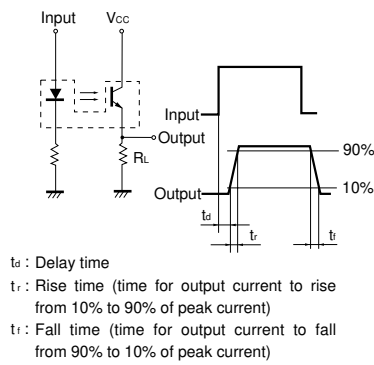 Input
Vcc
Output
RL
Input
90%
Output
10%
td
tr
tf
td : Delay time
tr : Rise time (time for output current to rise
from 10% to 90% of peak current)
tf : Fall time (time for output current to fall
from 90% to 10% of peak current)